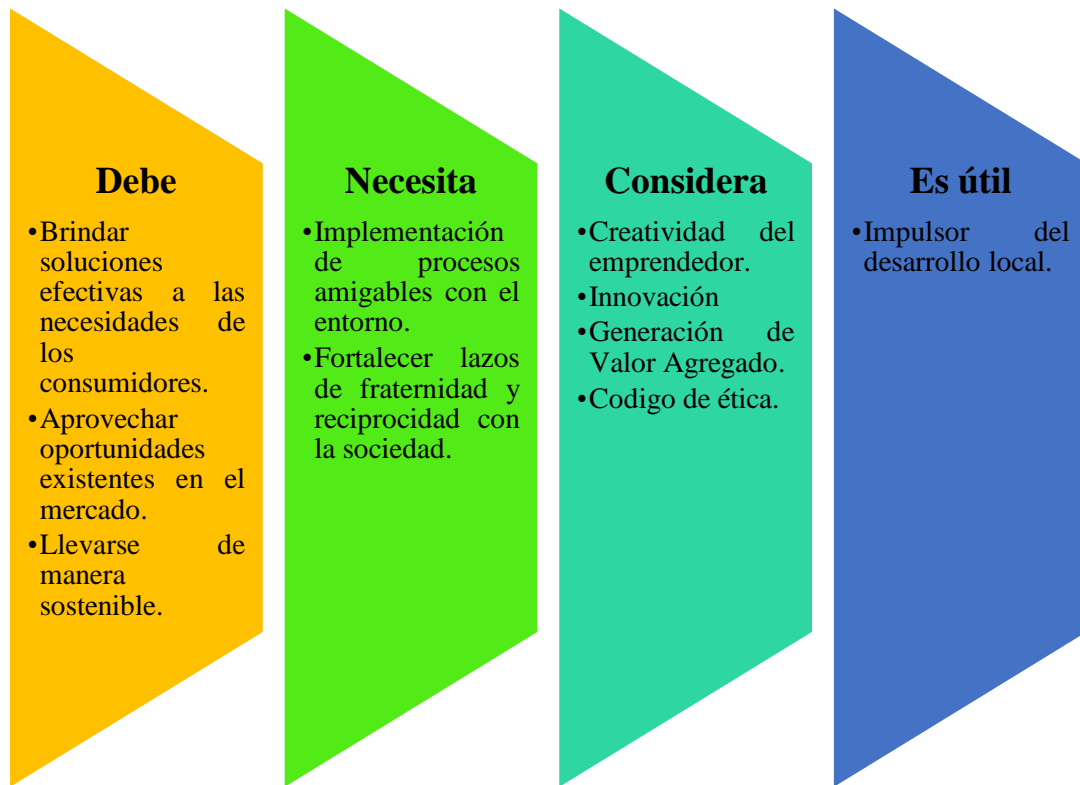 Debe
•Brindar
soluciones
efectivas a las
necesidades de
los
consumidores.
•Aprovechar
oportunidades
existentes en el
mercado.
•Llevarse de
manera
sostenible.
Necesita
•Implementación
de procesos
amigables con el
entorno.
•Fortalecer lazos
de fraternidad y
reciprocidad con
la sociedad.
Considera
•Creatividad del
emprendedor.
•Innovación
•Generación de
Valor Agregado.
•Codigo de ética.
Es útil
•Impulsor del
desarrollo local.